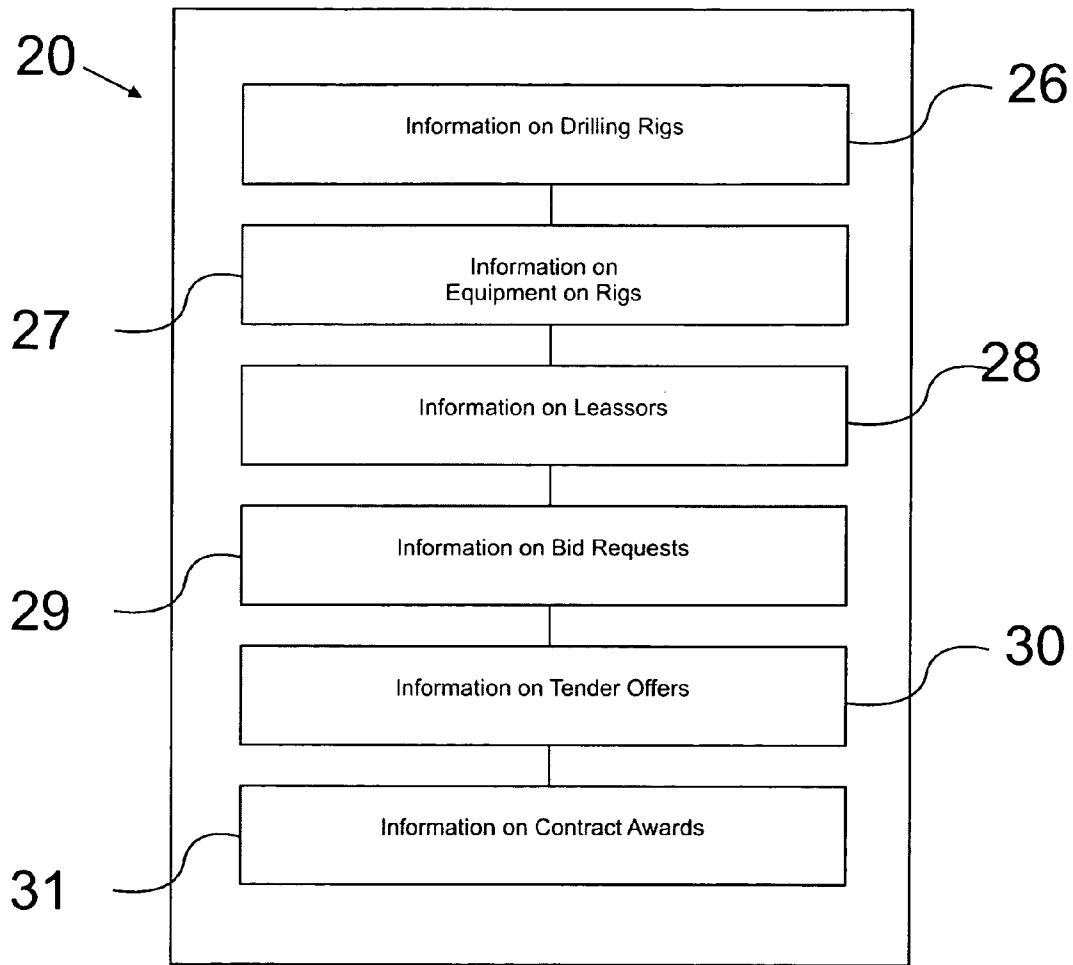 20
Information on Drilling Rigs
26
Information on
Equipment on Rigs
27
Information on Leassors
28
Information on Bid Requests
29
Information on Tender Offers
30
Information on Contract Awards
31